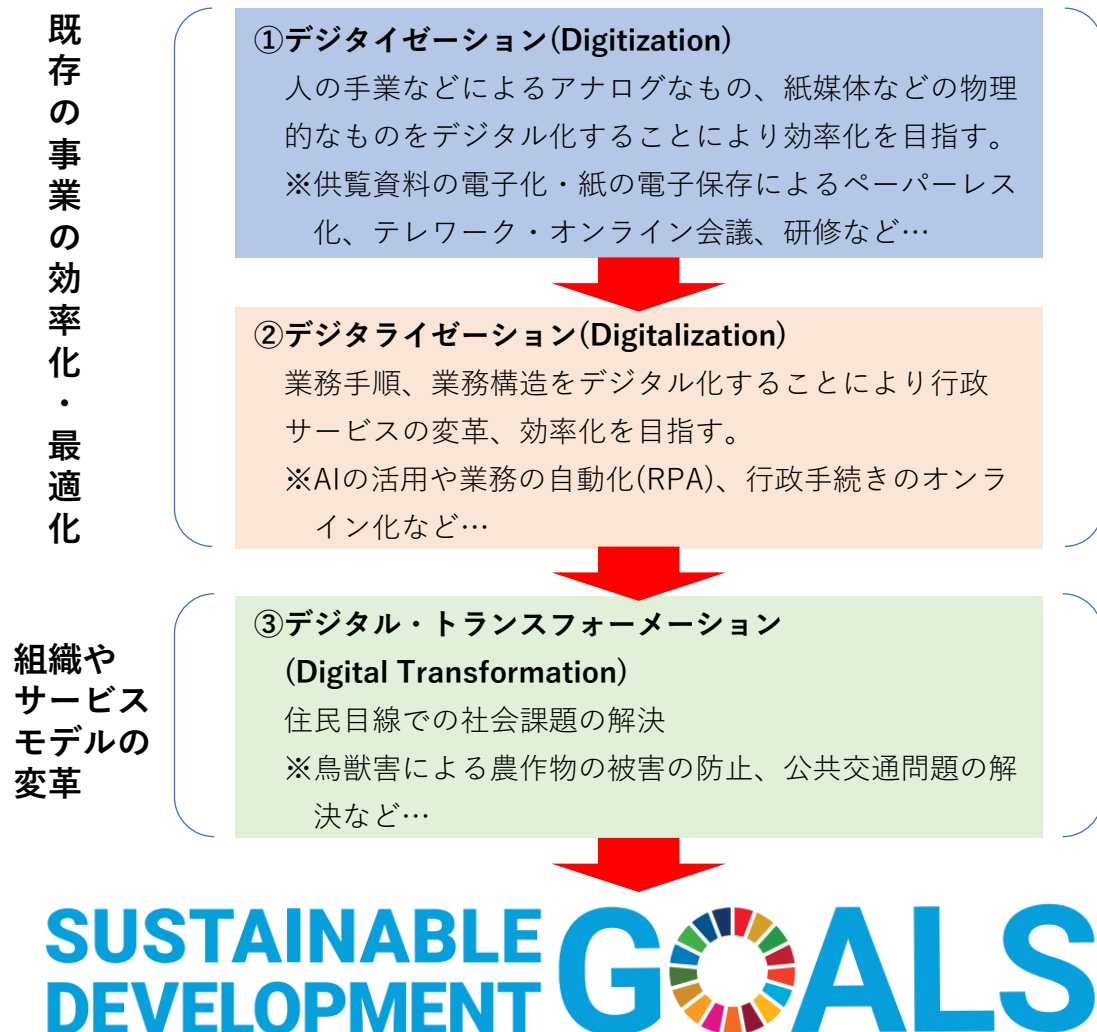 既存の事業の効率化・最適化
①デジタイゼーション(Digitization)
人の手業などによるアナログなもの、紙媒体などの物理
的なものをデジタル化することにより効率化を目指す。
※供覧資料の電子化・紙の電子保存によるペーパーレス
化、テレワーク・オンライン会議、研修など…
②デジタライゼーション(Digitalization)
業務手順、業務構造をデジタル化することにより行政
サービスの変革、効率化を目指す。
※AIの活用や業務の自動化(RPA)、行政手続きのオンラ
イン化など…
組織や
サービス
モデルの
変革
③デジタル・トランスフォーメーション
(Digital Transformation)
住民目線での社会課題の解決
※鳥獣害による農作物の被害の防止、公共交通問題の解
決など…
SUSTAINABLE
DEVELOPMENT
GOALS